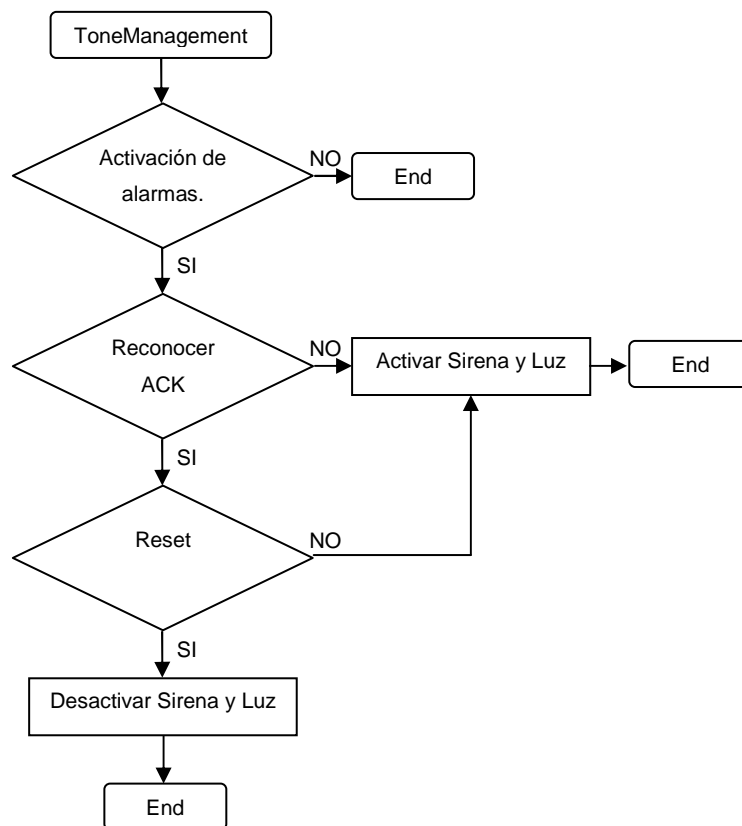 ToneManagement
Activación de
alarmas.
NO
End
SI
Reconocer
ACK
NO
Activar Sirena y Luz
End
SI
Reset
NO
SI
Desactivar Sirena y Luz
End